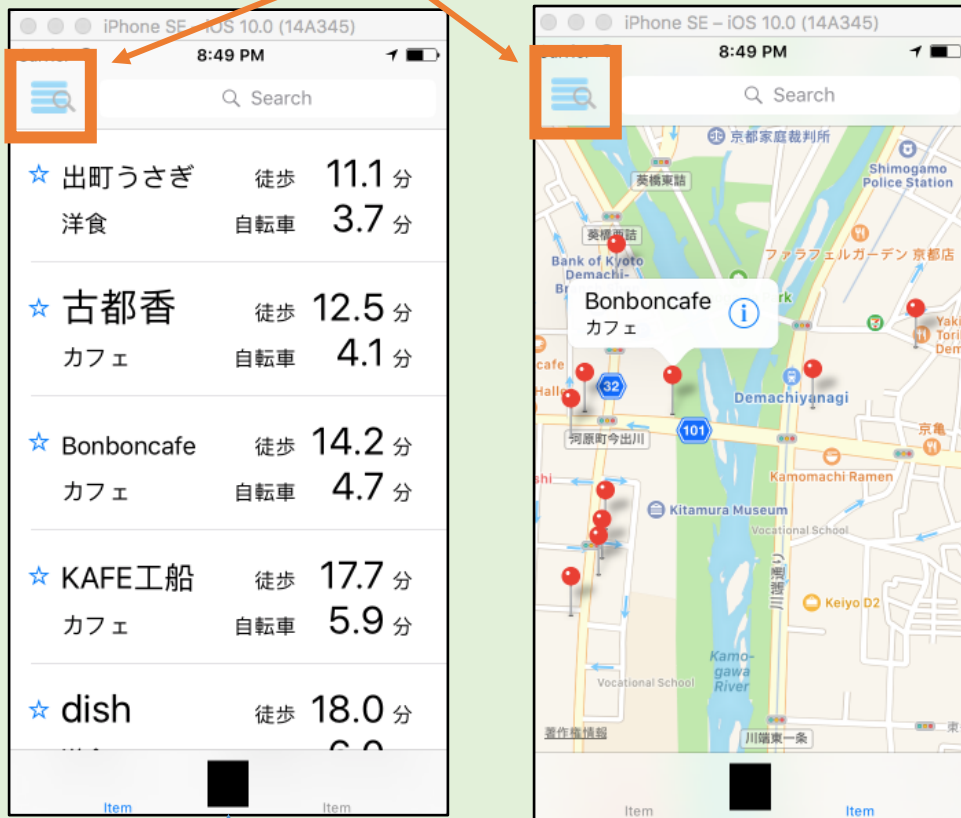 iPhone SE – iOS 10.0 (14A345)
8:49 PM
Search
出町うさぎ 徒歩 11.1 分
洋食 自転車 3.7 分
古都香 徒歩 12.5 分
カフェ 自転車 4.1 分
Bonboncafe 徒歩 14.2 分
カフェ 自転車 4.7 分
KAFE工船 徒歩 17.7 分
カフェ 自転車 5.9 分
dish 徒歩 18.0 分
Item
Item
iPhone SE – iOS 10.0 (14A345)
8:49 PM
Search
京都家庭裁判所
Shimogamo
Police Station
葵橋東詰
葵橋西詰
ファラフェルガーデン 京都店
Bank of Kyoto
Demachi-
Bonboncafe
カフェ
32
Demachiyanagi
101
河原町今出川
京亀
Kamomachi Ramen
Kitamura Museum
Vocational School
川端通り
Keiyo D2
Kamo-
gawa
River
Vocational School
著作権情報
川端東一条
Item
Item